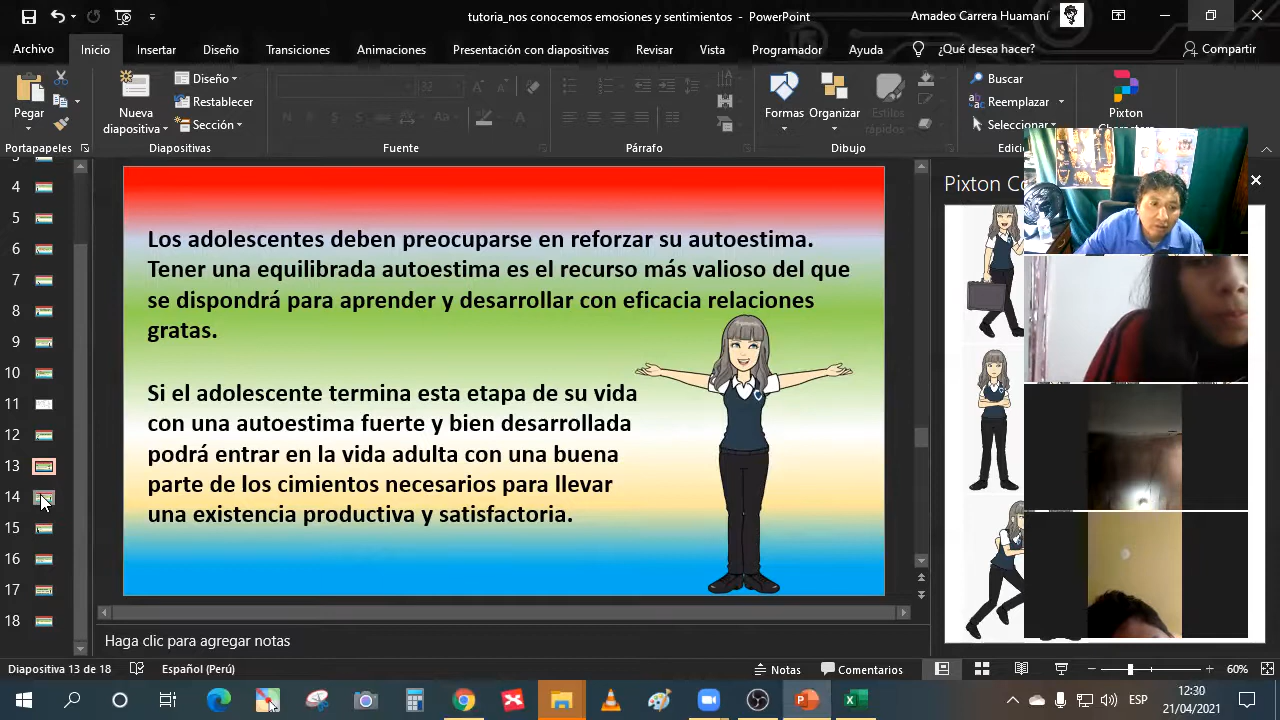 tutoria_nos conocemos emosiones y sentimientos - PowerPoint
Amadeo Carrera Huamaní
Archivo Inicio Insertar Diseño Transiciones Animaciones Presentación con diapositivas Revisar Vista Programador Ayuda ¿Qué desea hacer? Compartir
Pegar
Nueva
diapositiva
Diseño
Restablecer
Sección
32
N
Formas
Organizar
Estilos
rápidos
Buscar
Reemplazar
Seleccionar
Pixton
Portapapeles Diapositivas Fuente Párrafo Dibujo
Pixton
4
5
6
7
8
9
10
11
12
13
14
15
16
17
18
Los adolescentes deben preocuparse en reforzar su autoestima.
Tener una equilibrada autoestima es el recurso más valioso del que
se dispondrá para aprender y desarrollar con eficacia relaciones
gratas.
Si el adolescente termina esta etapa de su vida
con una autoestima fuerte y bien desarrollada
podrá entrar en la vida adulta con una buena
parte de los cimientos necesarios para llevar
una existencia productiva y satisfactoria.
Haga clic para agregar notas
Diapositiva 13 de 18 Español (Perú) Notas Comentarios 60%
ESP
12:30
21/04/2021